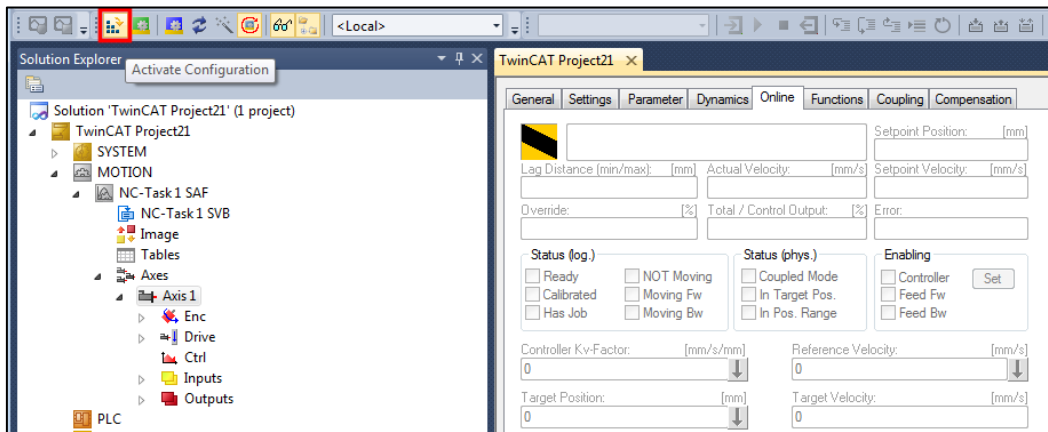 <Local>
Solution Explorer
Activate Configuration
Solution 'TwinCAT Project21' (1 project)
TwinCAT Project21
SYSTEM
MOTION
NC-Task 1 SAF
NC-Task 1 SVB
Image
Tables
Axes
Axis 1
Enc
Drive
Ctrl
Inputs
Outputs
PLC
TwinCAT Project21
General Settings Parameter Dynamics Online Functions Coupling Compensation
Setpoint Position: [mm]
Lag Distance (min/max): [mm] Actual Velocity: [mm/s] Setpoint Velocity: [mm/s]
Override: [%] Total / Control Output: [%] Error:
Status (log.) Status (phys.) Enabling
Ready NOT Moving Coupled Mode Controller Set
Calibrated Moving Fw In Target Pos. Feed Fw
Has Job Moving Bw In Pos. Range Feed Bw
Controller Kv-Factor: [mm/s/mm] Reference Velocity: [mm/s]
0 0
Target Position: [mm] Target Velocity: [mm/s]
0 0